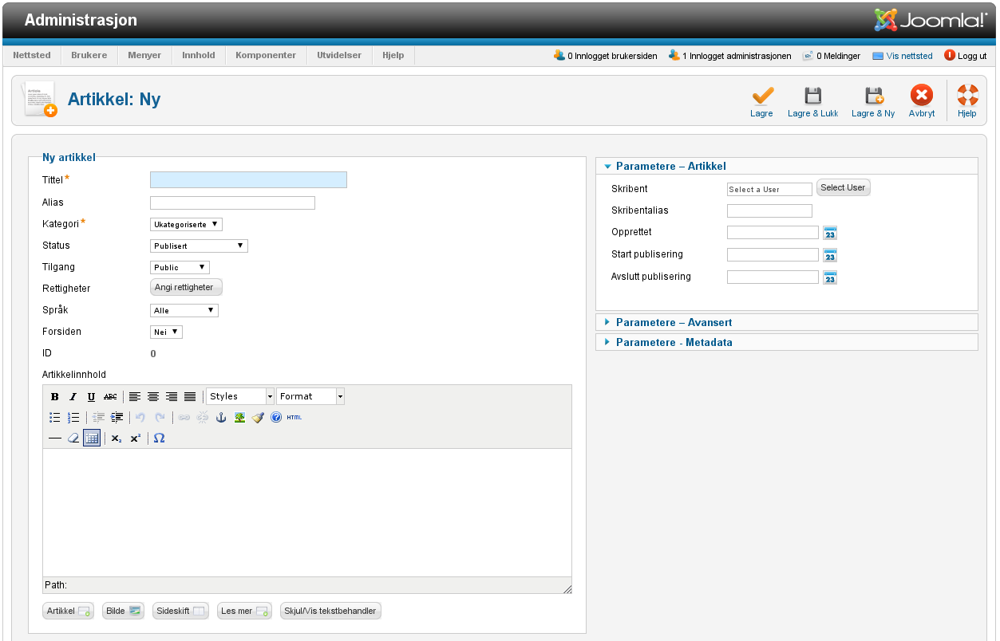 Administrasjon
Joomla!
Nettsted Brukere Menyer Innhold Komponenter Utvidelser Hjelp
0 Innlogget brukersiden 1 Innlogget administrasjonen 0 Meldinger Vis nettsted Logg ut
Artikkel: Ny
Lagre Lagre & Lukk Lagre & Ny Avbryt Hjelp
Ny artikkel
Tittel*
Alias
Kategori* Ukategoriserte
Status Publisert
Tilgang Public
Rettigheter Angi rettigheter
Språk Alle
Forsiden Nei
ID 0
Artikkelinnhold
B I U ABC Styles Format
HTML
x₂ x² Ω
Path:
Artikkel Bilde Sideskift Les mer Skjul/Vis tekstbehandler
Parametere – Artikkel
Skribent Select a User Select User
Skribentalias
Opprettet 23
Start publisering 23
Avslutt publisering 23
Parametere – Avansert
Parametere - Metadata